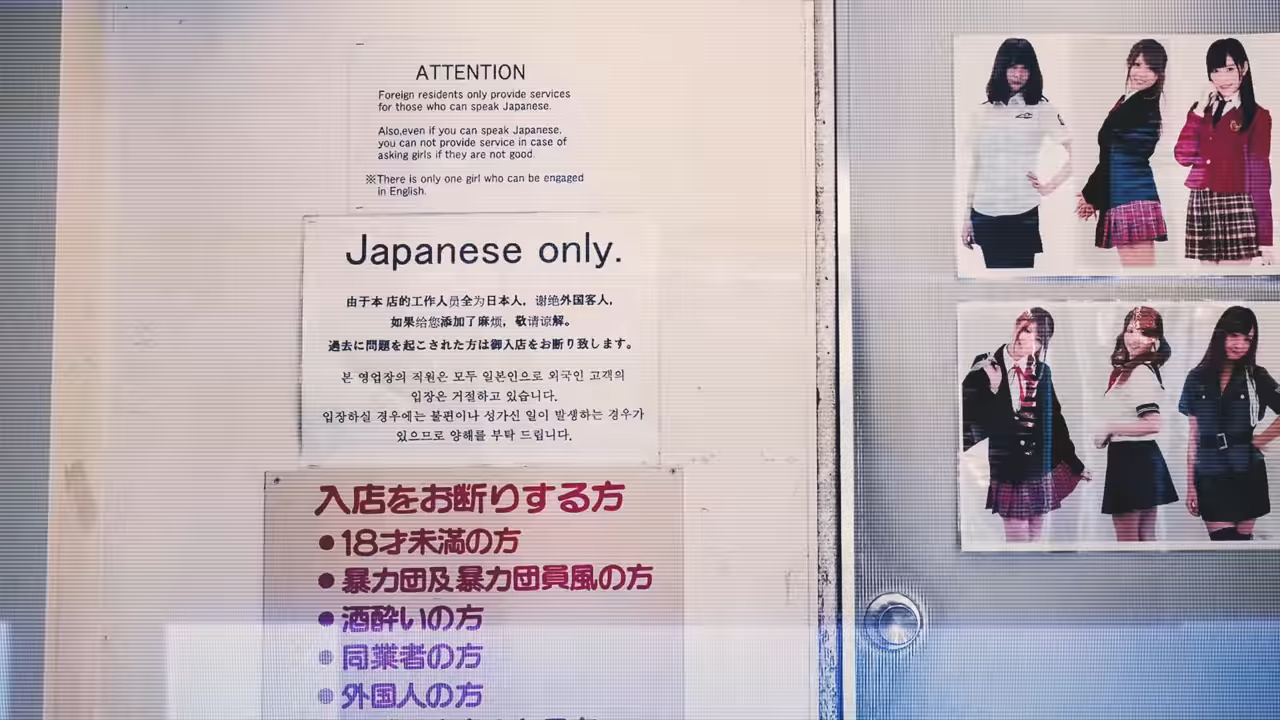 ATTENTION
Foreign residents only provide services
for those who can speak Japanese.
Also,even if you can speak Japanese,
you can not provide service in case of
asking girls if they are not good.
※There is only one girl who can be engaged
in English.
Japanese only.
由于本店的工作人员全为日本人，谢绝外国客人，
如果给您添加了麻烦，敬请谅解。
過去に問題を起こされた方は御入店をお断り致します。
본 영업장의 직원은 모두 일본인으로 외국인 고객의
입장은 거절하고 있습니다.
입장하실 경우에는 불편이나 성가신 일이 발생하는 경우가
있으므로 양해를 부탁 드립니다.
入店をお断りする方
●18才未満の方
●暴力団及暴力団員風の方
●酒酔いの方
●同業者の方
●外国人の方